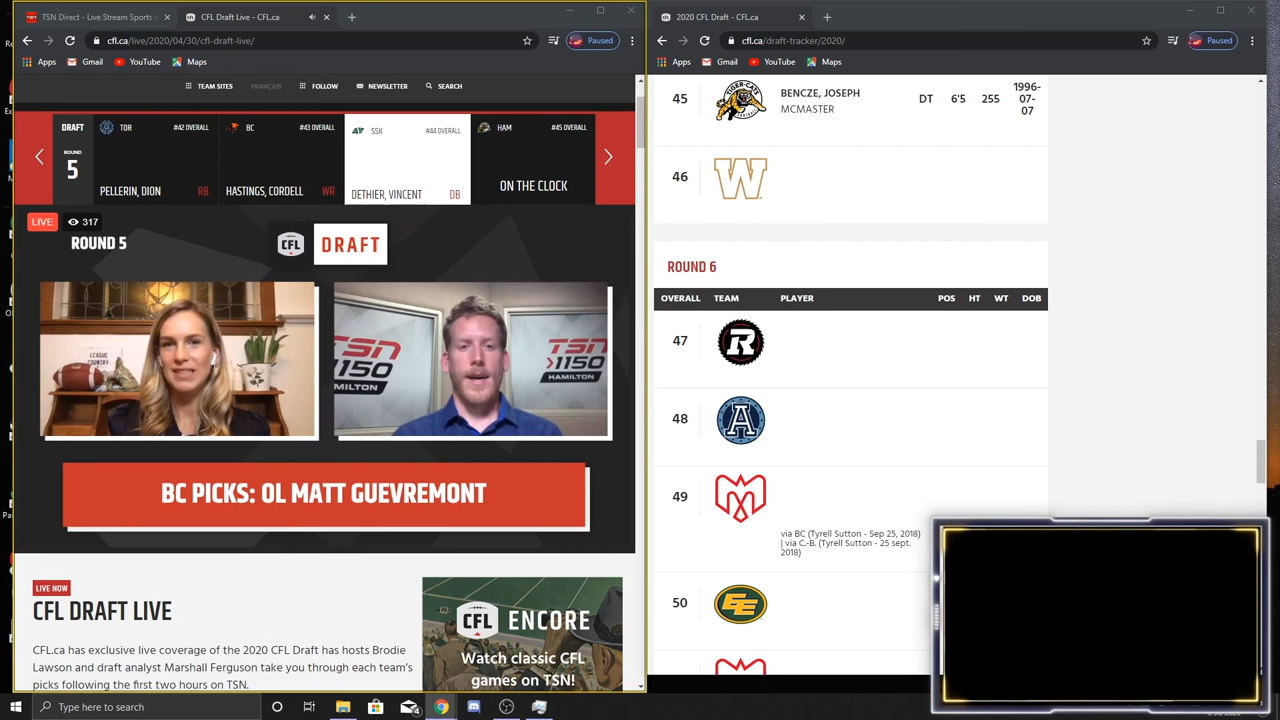 TSN Direct - Live Stream Sports
CFL Draft Live - CFL.ca
cfl.ca/live/2020/04/30/cfl-draft-live/
Paused
Apps
Gmail
YouTube
Maps
TEAM SITES
FRANÇAIS
FOLLOW
NEWSLETTER
SEARCH
DRAFT
ROUND
5
TOR
#42 OVERALL
PELLERIN, DION
RB
BC
#43 OVERALL
HASTINGS, CORDELL
WR
SSK
#44 OVERALL
DETHIER, VINCENT
DB
HAM
#45 OVERALL
ON THE CLOCK
LIVE
317
ROUND 5
CFL
DRAFT
LEAGUE
COUNTRY
TSN
1150
HAMILTON
TSN
1150
HAMILTON
BC PICKS: OL MATT GUEVREMONT
LIVE NOW
CFL DRAFT LIVE
CFL.ca has exclusive live coverage of the 2020 CFL Draft has hosts Brodie
Lawson and draft analyst Marshall Ferguson take you through each team's
picks following the first two hours on TSN.
CFL
ENCORE
Watch classic CFL
games on TSN!
2020 CFL Draft - CFL.ca
cfl.ca/draft-tracker/2020/
Paused
Apps
Gmail
YouTube
Maps
45
TIGER-CATS
BENCZE, JOSEPH
MCMASTER
DT
6'5
255
1996-
07-
07
46
W
ROUND 6
OVERALL
TEAM
PLAYER
POS
HT
WT
DOB
47
R
48
A
49
via BC (Tyrell Sutton - Sep 25, 2018)
| via C.-B. (Tyrell Sutton - 25 sept.
2018)
50
EE
Type here to search
4